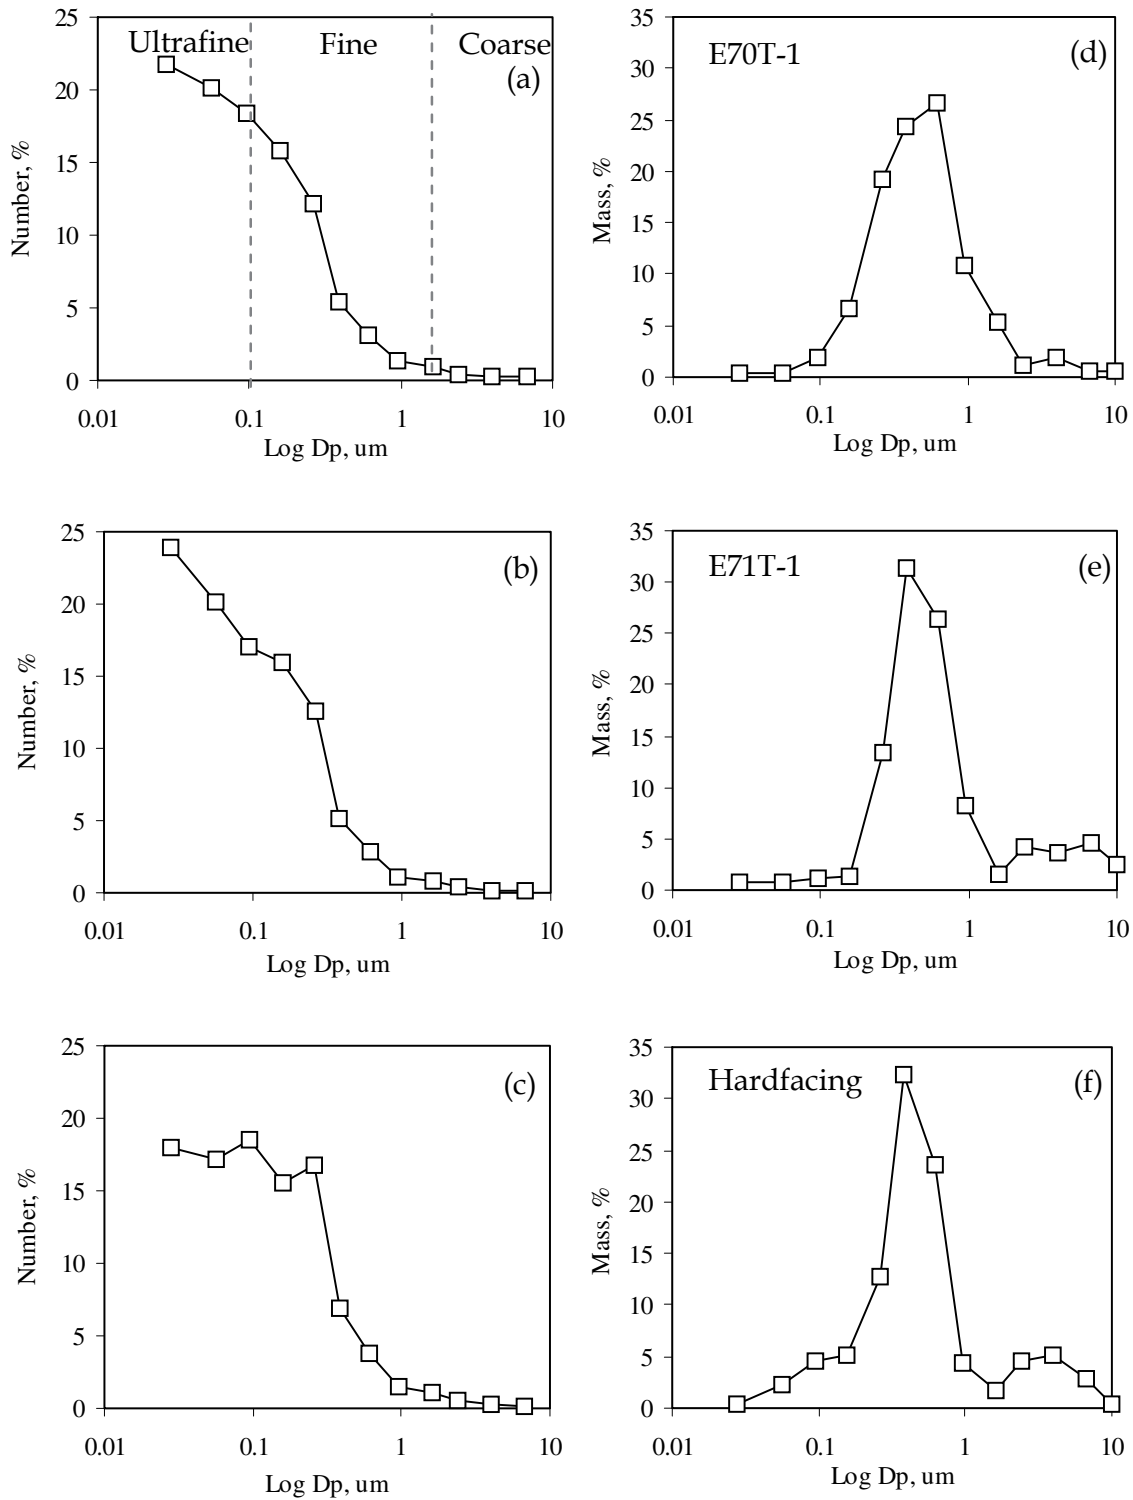 25
20
15
10
5
0
Number, %
Ultrafine
Fine
Coarse
(a)
0.01
0.1
1
10
Log Dp, um
35
30
25
20
15
10
5
0
Mass, %
E70T-1
(d)
0.01
0.1
1
10
Log Dp, um
25
20
15
10
5
0
Number, %
(b)
0.01
0.1
1
10
Log Dp, um
35
30
25
20
15
10
5
0
Mass, %
E71T-1
(e)
0.01
0.1
1
10
Log Dp, um
25
20
15
10
5
0
Number, %
(c)
0.01
0.1
1
10
Log Dp, um
35
30
25
20
15
10
5
0
Mass, %
Hardfacing
(f)
0.01
0.1
1
10
Log Dp, um